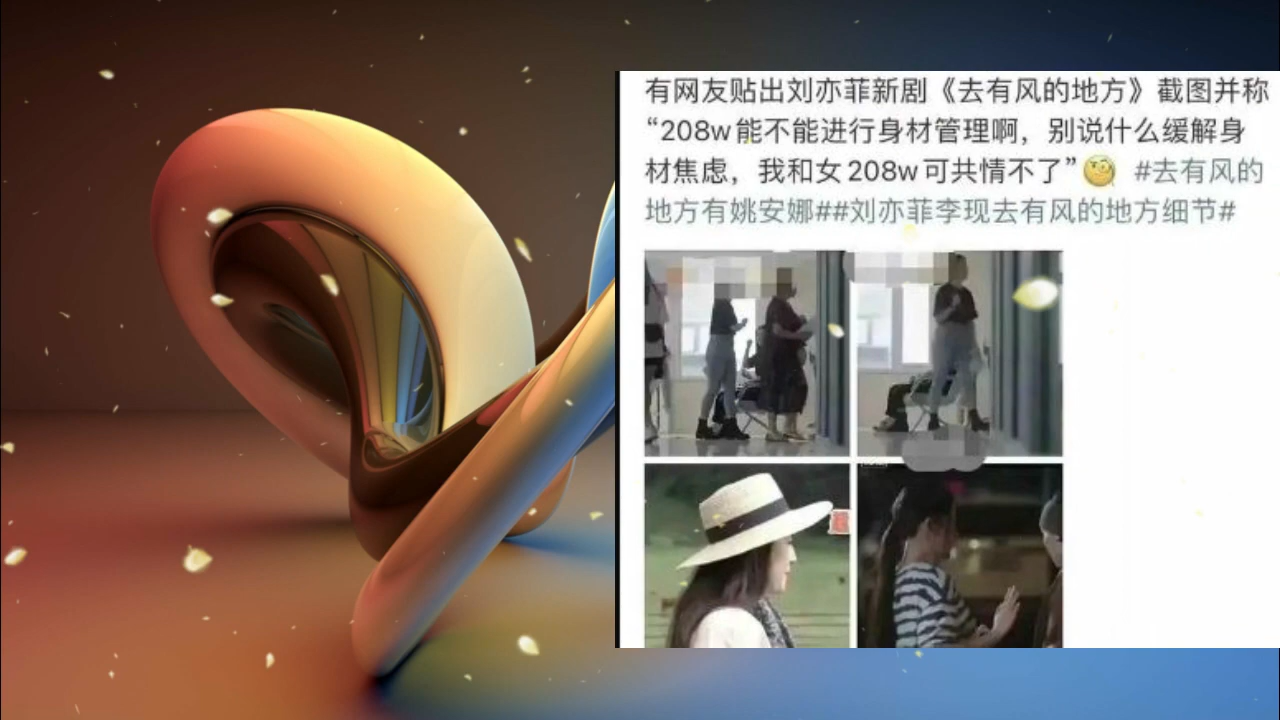 有网友贴出刘亦菲新剧《去有风的地方》截图并称
“208w能不能进行身材管理啊，别说什么缓解身
材焦虑，我和女208w可共情不了” #去有风的
地方有姚安娜##刘亦菲李现去有风的地方细节#